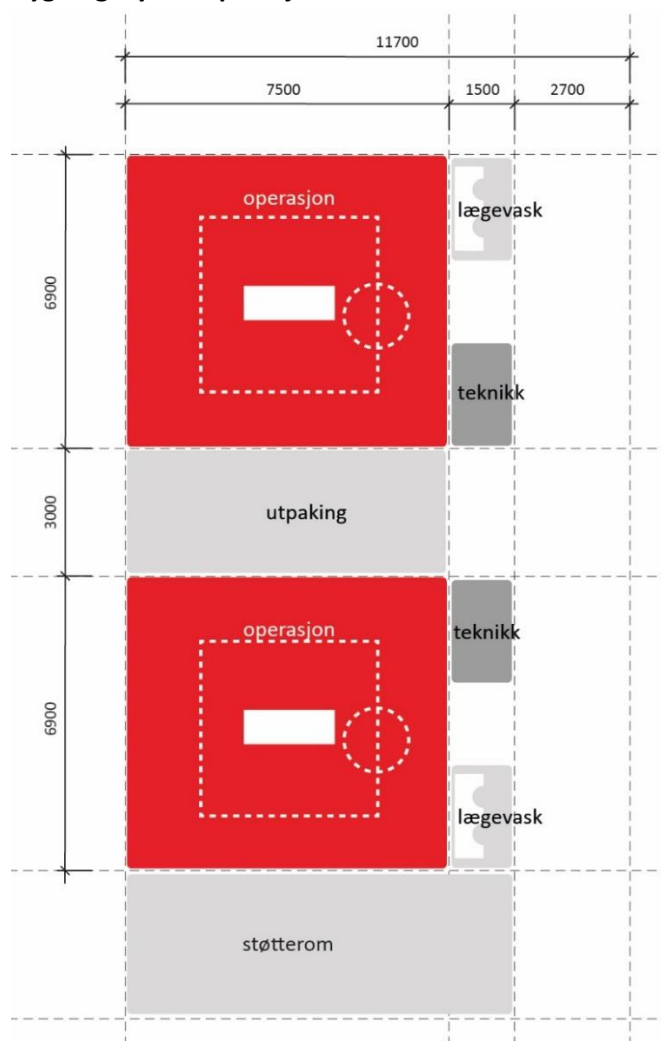 11700
7500
1500
2700
operasjon
lægevask
6900
teknikk
3000
utpaking
operasjon
teknikk
6900
lægevask
støtterom